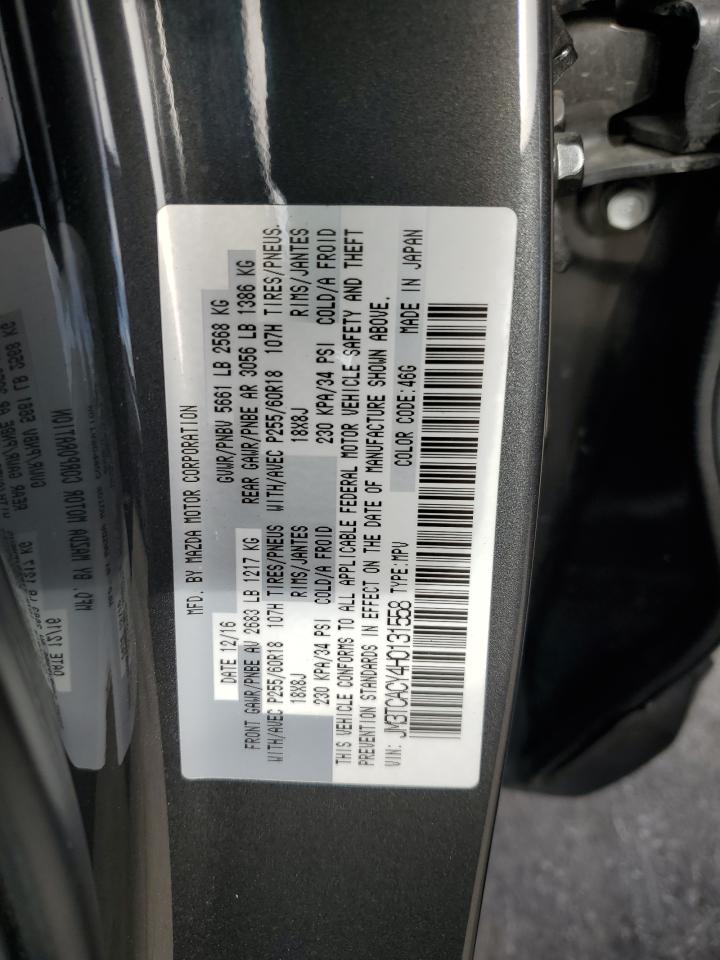 MFD. BY MAZDA MOTOR CORPORATION
DATE 12/16 GVWR/PNBV 5661 LB 2568 KG
FRONT GAWR/PNBE AV 2683 LB 1217 KG REAR GAWR/PNBE AR 3056 LB 1386 KG
WITH/AVEC P255/60R18 107H TIRES/PNEUS WITH/AVEC P255/60R18 107H TIRES/PNEUS.
18X8J RIMS/JANTES 18X8J RIMS/JANTES
230 KPA/34 PSI COLD/A FROID 230 KPA/34 PSI COLD/A FROID
THIS VEHICLE CONFORMS TO ALL APPLICABLE FEDERAL MOTOR VEHICLE SAFETY AND THEFT
PREVENTION STANDARDS IN EFFECT ON THE DATE OF MANUFACTURE SHOWN ABOVE.
VIN: JM3TCACY4H0131558 TYPE:MPV COLOR CODE:46G MADE IN JAPAN